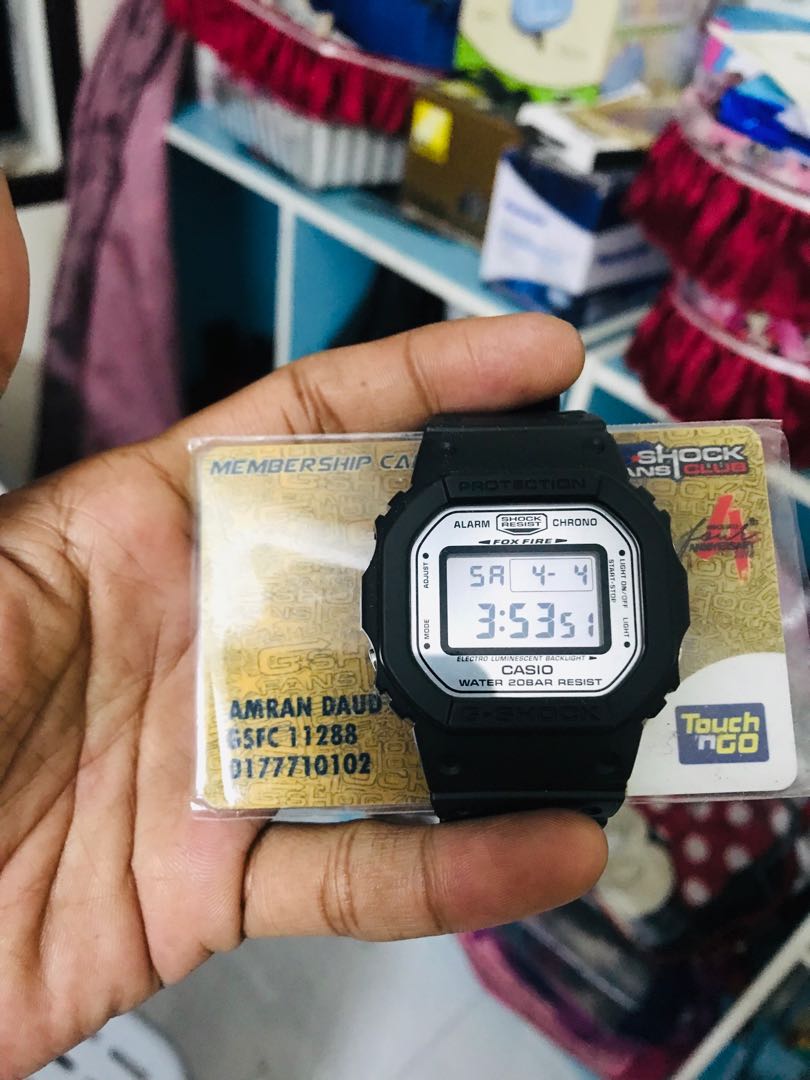 MEMBERSHIP CA
G-SHOCK
FANS CLUB
4
ANNIVERSARY
PROTECTION
ALARM SHOCK RESIST CHRONO
FOX FIRE
ADJUST
MODE
LIGHT ON/OFF
START-STOP
LIGHT
SA 4- 4
3:53 51
ELECTRO LUMINESCENT BACKLIGHT
CASIO
WATER 20BAR RESIST
G-SHOCK
AMRAN DAUD
GSFC 11288
0177710102
Touch
'n GO